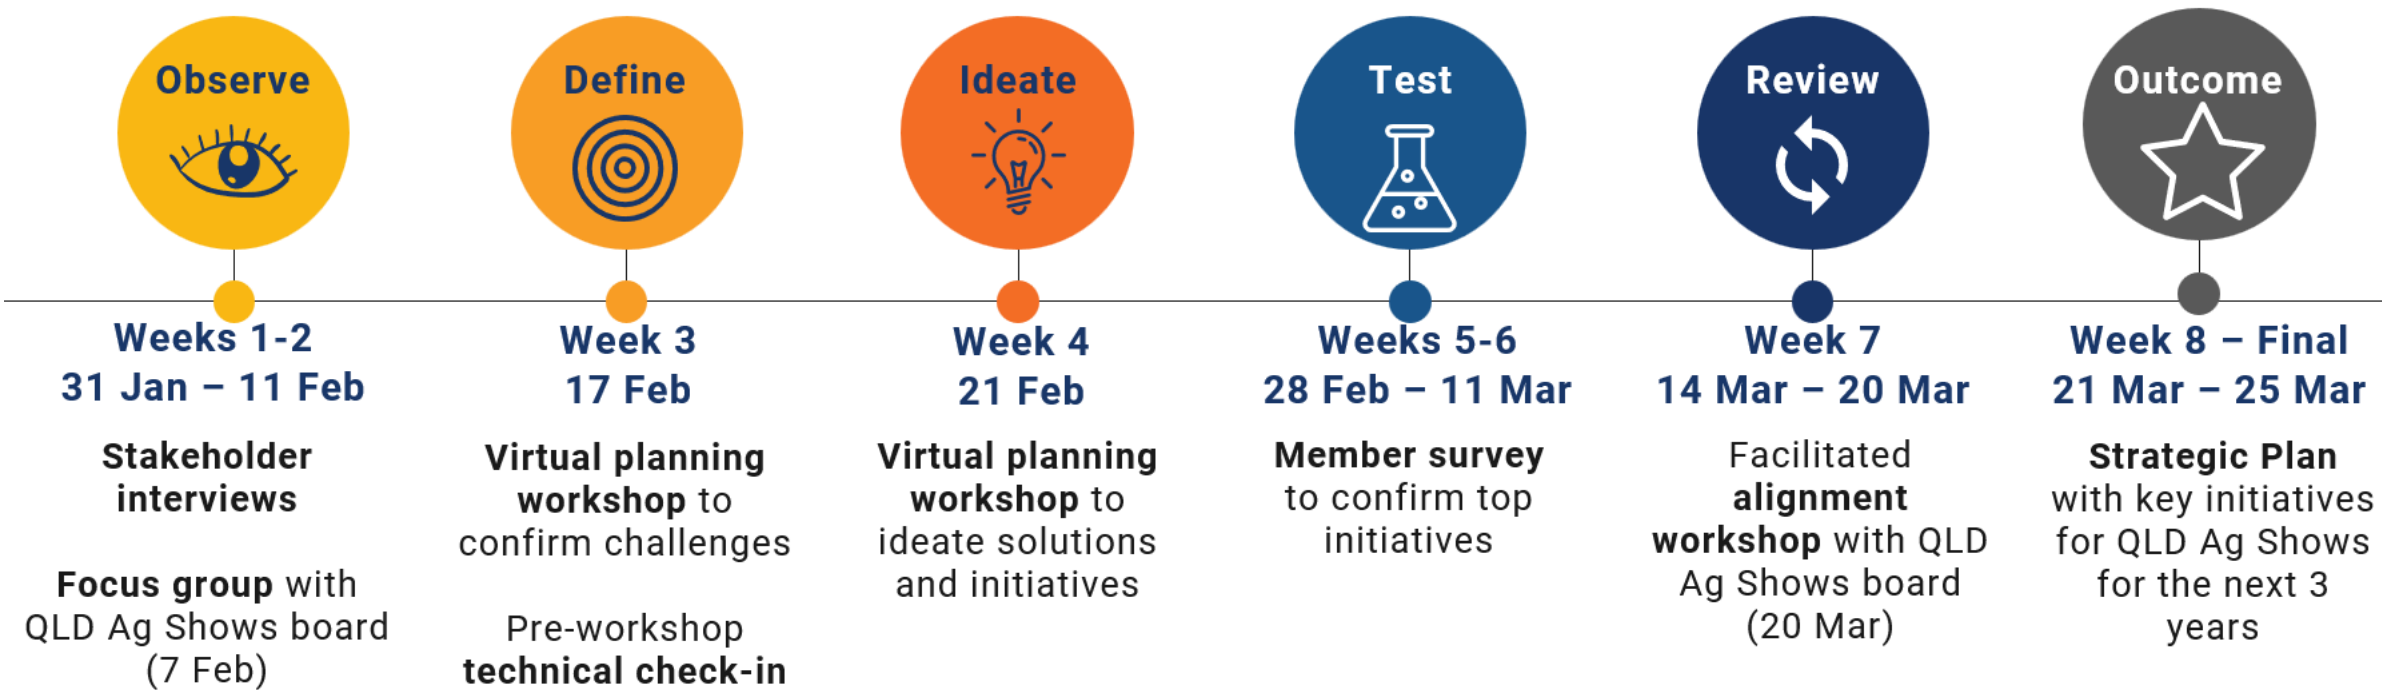 Observe
Weeks 1-2
31 Jan – 11 Feb
Stakeholder
interviews
Focus group with
QLD Ag Shows board
(7 Feb)
Define
Week 3
17 Feb
Virtual planning
workshop to
confirm challenges
Pre-workshop
technical check-in
Ideate
Week 4
21 Feb
Virtual planning
workshop to
ideate solutions
and initiatives
Test
Weeks 5-6
28 Feb – 11 Mar
Member survey
to confirm top
initiatives
Review
Week 7
14 Mar – 20 Mar
Facilitated
alignment
workshop with QLD
Ag Shows board
(20 Mar)
Outcome
Week 8 – Final
21 Mar – 25 Mar
Strategic Plan
with key initiatives
for QLD Ag Shows
for the next 3
years